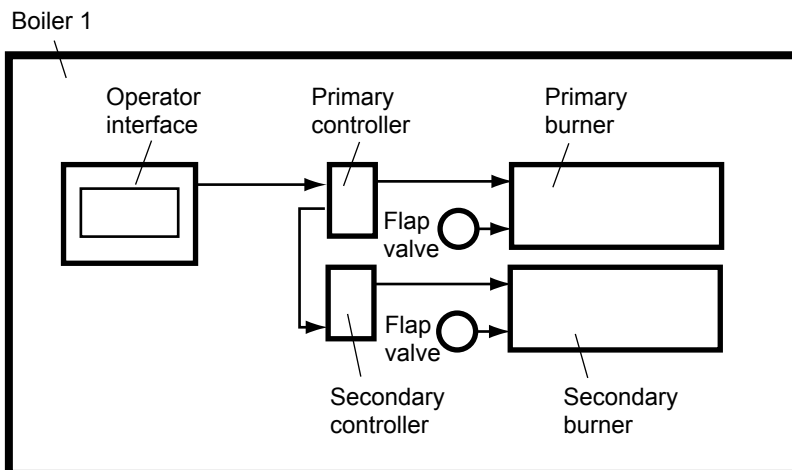 Boiler 1
Operator
interface
Primary
controller
Primary
burner
Flap
valve
Flap
valve
Secondary
controller
Secondary
burner